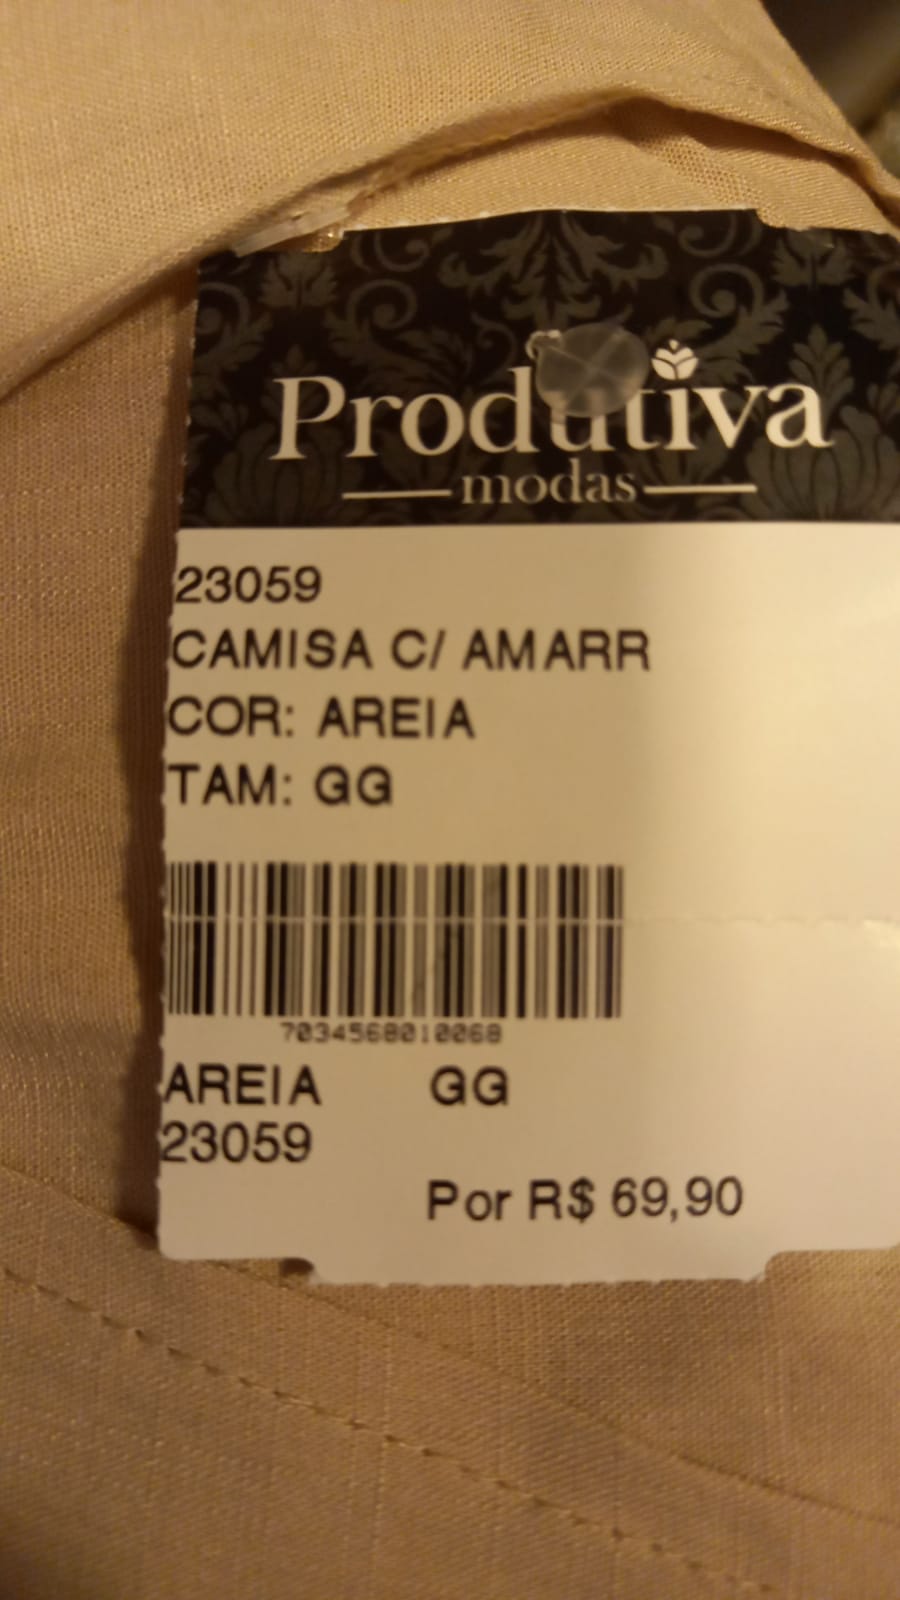 Produtiva
modas
23059
CAMISA C/ AMARR
COR: AREIA
TAM: GG
7034568010068
AREIA GG
23059
Por R$ 69,90